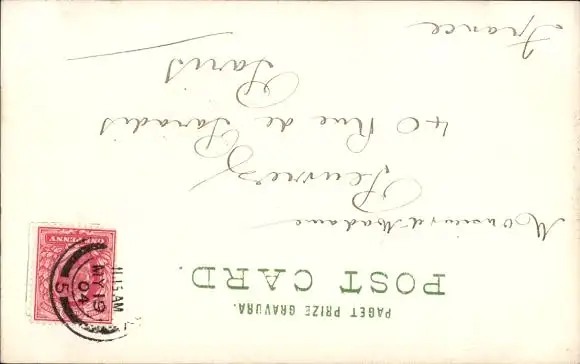 PAGET PRIZE GRAVURA.
POST CARD.
Monsieur et Madame
40 Rue de Paradis
Paris
France
ONE PENNY
11.15 AM
MY 19
04
5